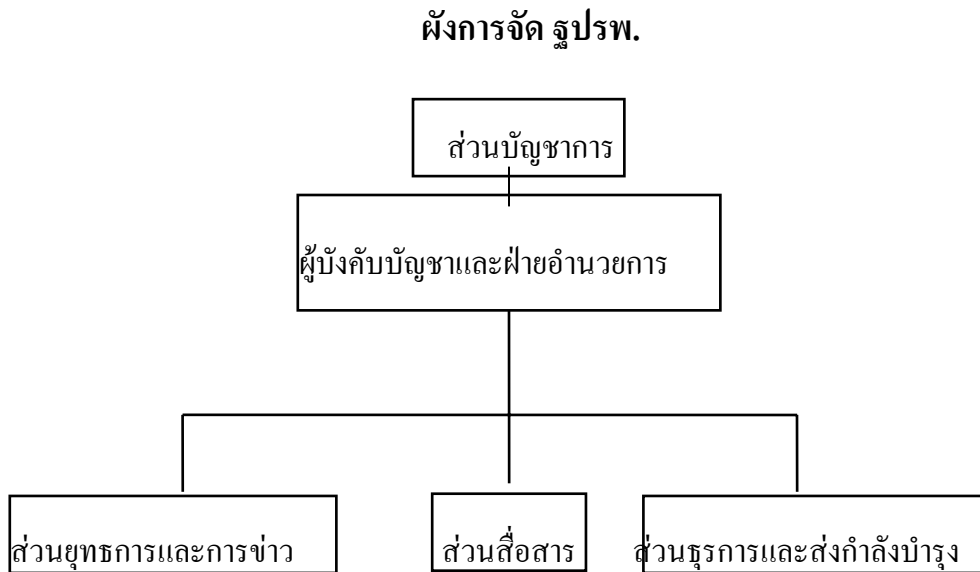 ผังการจัด ฐปรพ.
ส่วนบัญชาการ
ผู้บังคับบัญชาและฝ่ายอำนวยการ
ส่วนยุทธการและการข่าว
ส่วนสื่อสาร
ส่วนธุรการและส่งกำลังบำรุง